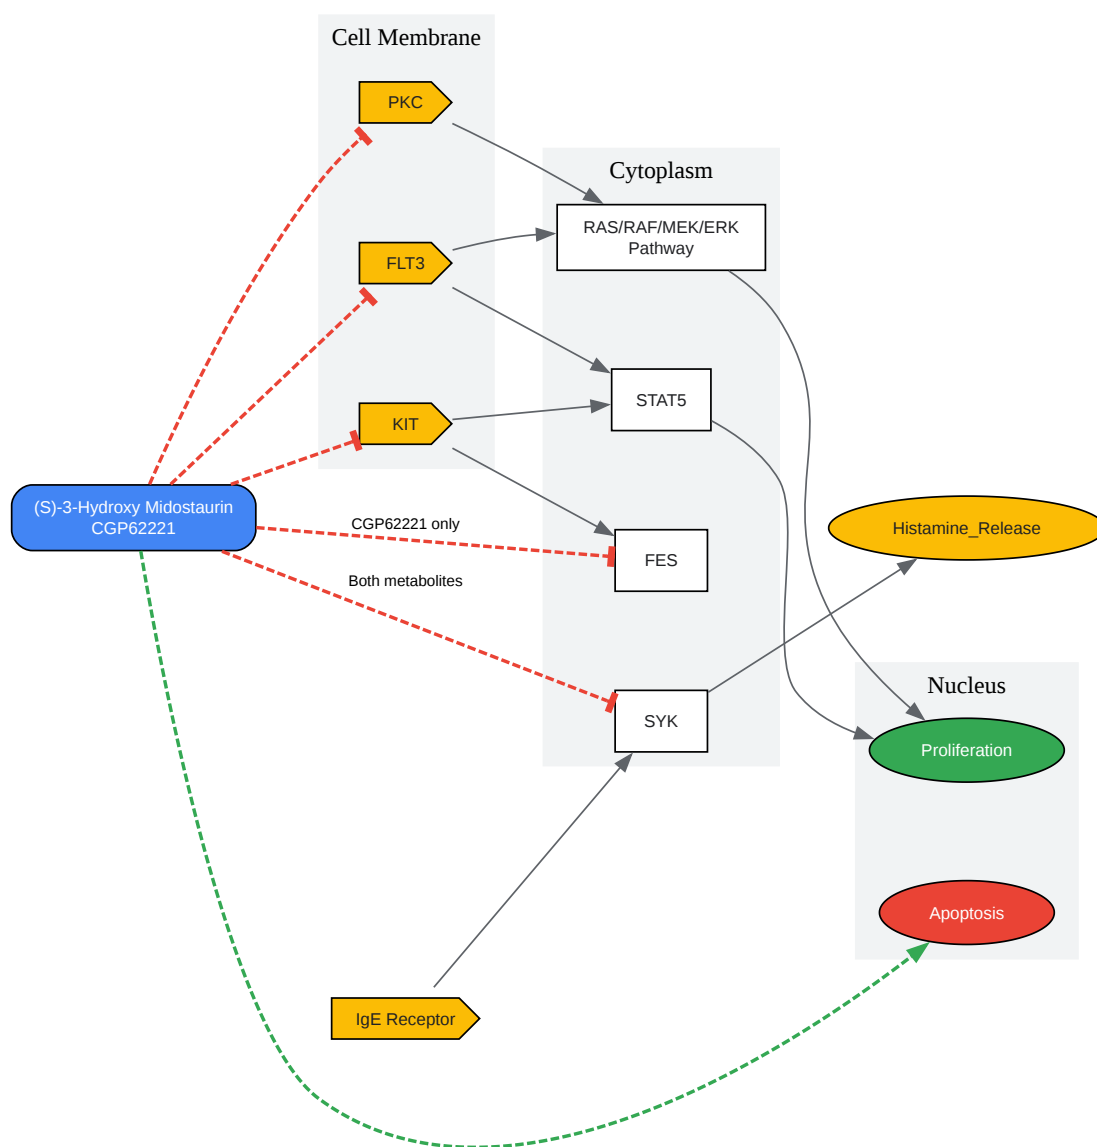 Cell Membrane
PKC
Cytoplasm
RAS/RAF/MEK/ERK
Pathway
FLT3
STAT5
KIT
(S)-3-Hydroxy Midostaurin
CGP62221
CGP62221 only
Both metabolites
FES
Histamine_Release
SYK
Nucleus
Proliferation
Apoptosis
IgE Receptor